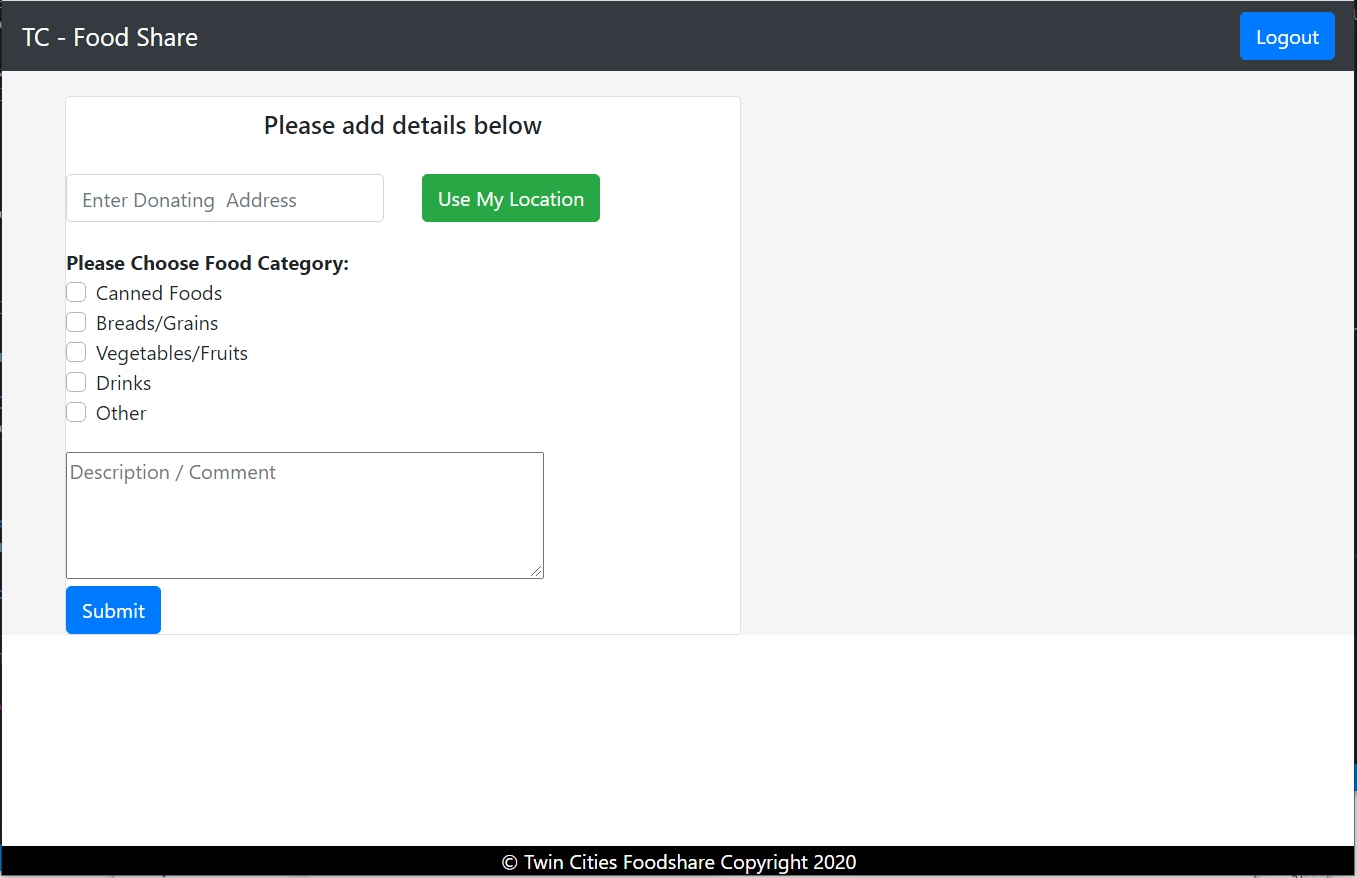 TC - Food Share
Logout
Please add details below
Enter Donating  Address
Use My Location
Please Choose Food Category:
Canned Foods
Breads/Grains
Vegetables/Fruits
Drinks
Other
Description / Comment
Submit
© Twin Cities Foodshare Copyright 2020